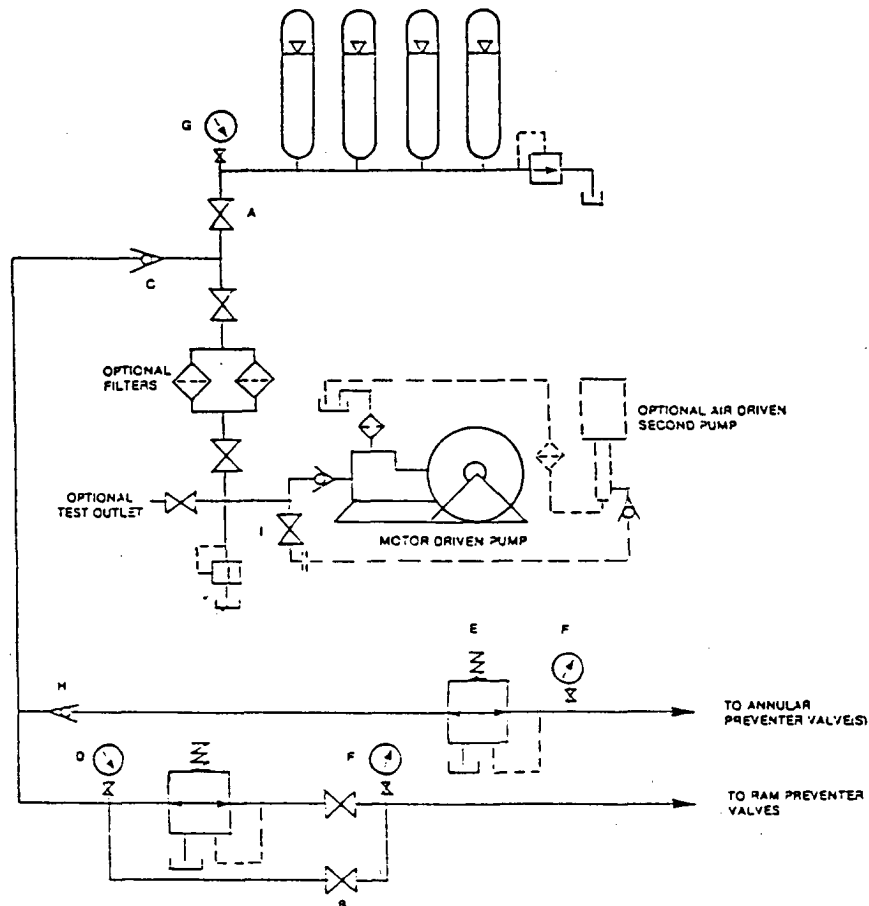 G
A
C
OPTIONAL
FILTERS
OPTIONAL AIR DRIVEN
SECOND PUMP
OPTIONAL
TEST OUTLET
I
MOTOR DRIVEN PUMP
E
F
H
TO ANNULAR
PREVENTER VALVE(S)
D
F
TO RAM PREVENTER
VALVES
B